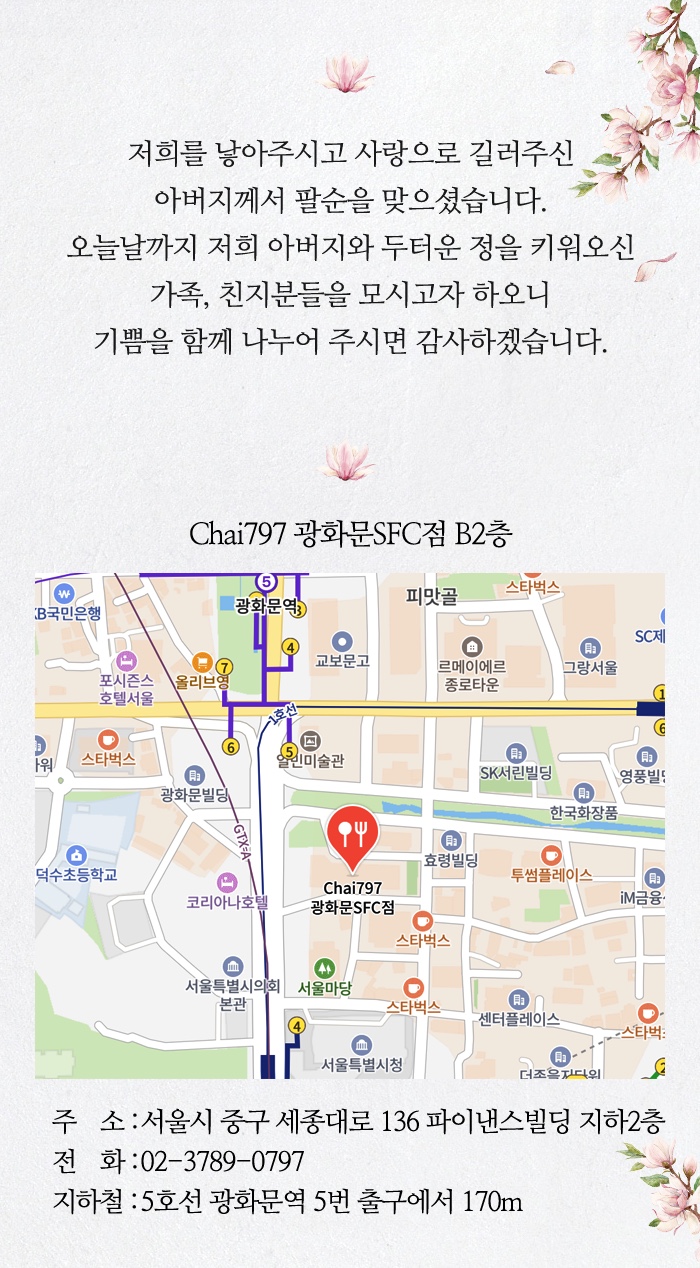 저희를 낳아주시고 사랑으로 길러주신
아버지께서 팔순을 맞으셨습니다.
오늘날까지 저희 아버지와 두터운 정을 키워오신
가족, 친지분들을 모시고자 하오니
기쁨을 함께 나누어 주시면 감사하겠습니다.
Chai797 광화문SFC점 B2층
5
광화문역
3
피맛골
스타벅스
KB국민은행
SC제
4
교보문고
르메이에르
종로타운
그랑서울
포시즌스
호텔서울
올리브영
7
1호선
1
6
6
5
일민미술관
스타벅스
SK서린빌딩
영풍빌딩
광화문빌딩
한국화장품
GTX-A
덕수초등학교
효령빌딩
투썸플레이스
Chai797
광화문SFC점
코리아나호텔
iM금융
스타벅스
서울특별시의회
본관
서울마당
스타벅스
센터플레이스
스타벅스
4
서울특별시청
2
주 소 : 서울시 중구 세종대로 136 파이낸스빌딩 지하2층
전 화 : 02-3789-0797
지하철 : 5호선 광화문역 5번 출구에서 170m